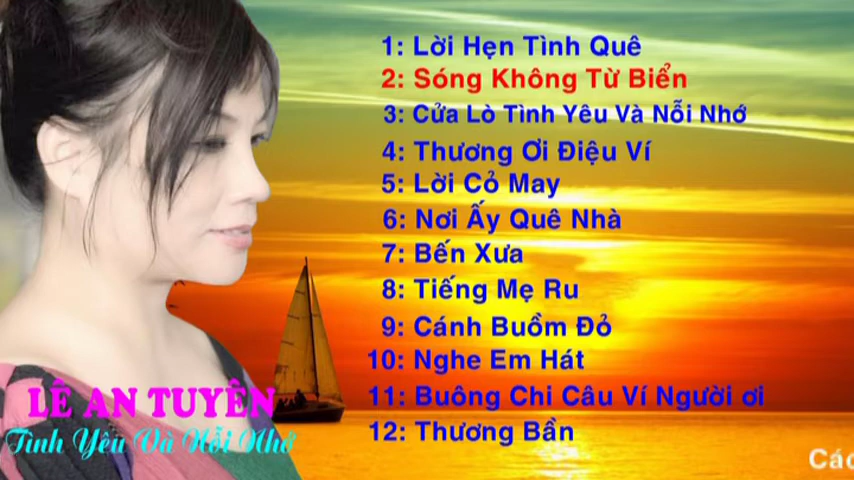 1: Lời Hẹn Tình Quê
2: Sóng Không Từ Biển
3: Cửa Lò Tình Yêu Và Nỗi Nhớ
4: Thương Ơi Điệu Ví
5: Lời Cỏ May
6: Nơi Ấy Quê Nhà
7: Bến Xưa
8: Tiếng Mẹ Ru
9: Cánh Buồm Đỏ
10: Nghe Em Hát
11: Buông Chi Câu Ví Người ơi
12: Thương Bần
LÊ AN TUYÊN
Tình Yêu Và Nỗi Nhớ
Các